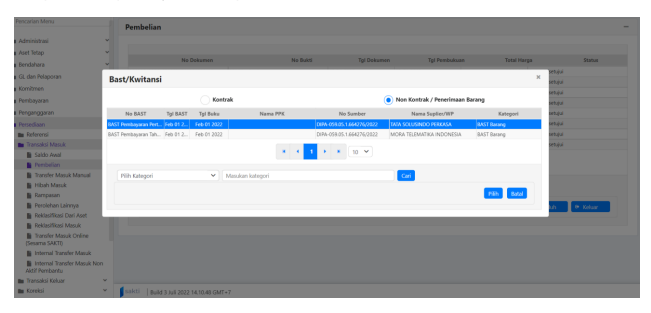 Pencarian Menu
Pembelian
Administrasi
Aset Tetap
Bendahara
GL dan Pelaporan
Komitmen
Pembayaran
Penganggaran
Persediaan
Referensi
Transaksi Masuk
Saldo Awal
Pembelian
Transfer Masuk Manual
Hibah Masuk
Rampasan
Perolehan Lainnya
Reklasifikasi Dari Aset
Reklasifikasi Masuk
Transfer Masuk Online
(Sesama SAKTI)
Internal Transfer Masuk
Internal Transfer Masuk Non
Aktif Pembantu
Transaksi Keluar
Koreksi
No Dokumen No Bukti Tgl Dokumen Tgl Pembukuan Total Harga Status
Bast/Kwitansi ×
Kontrak Non Kontrak / Penerimaan Barang
No BAST Tgl BAST Tgl Buku Nama PPK No Sumber Nama Suplier/WP Kategori
BAST Pembayaran Pen... Feb 01 2... Feb 01 2022 DIPA-059.05.1.664276/2022 TATA SOLUSINDO PERKASA BAST Barang
BAST Pembayaran Tah... Feb 01 2... Feb 01 2022 DIPA-059.05.1.664276/2022 MORA TELEMATIKA INDONESIA BAST Barang
1 10
Pilih Kategori Masukan kategori Cari
Pilih Batal
Keluar
SAKTI Build 5 Juli 2022 14:10:48 GMT+7